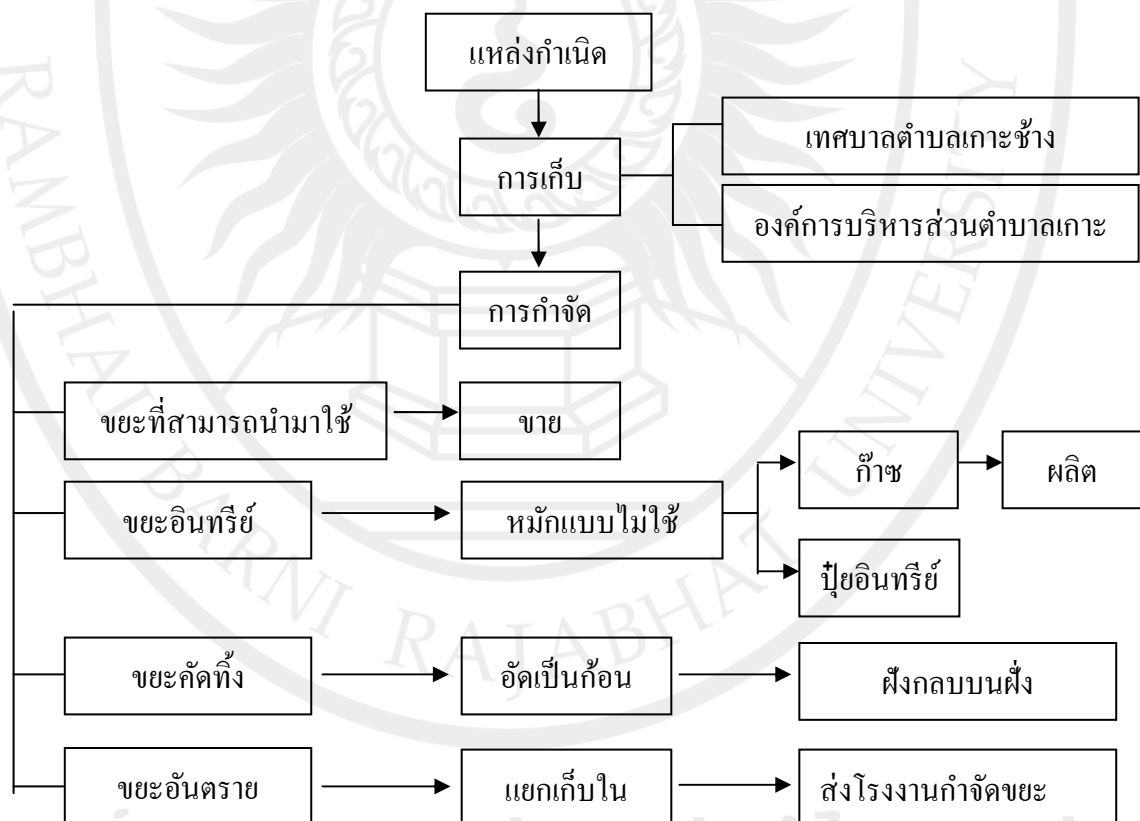 แหล่งกำเนิด
การเก็บ
เทศบาลตำบลเกาะช้าง
องค์การบริหารส่วนตำบาลเกาะ
การกำจัด
ขยะที่สามารถนำมาใช้
ขาย
ขยะอินทรีย์
หมักแบบไม่ใช้
ก๊าซ
ผลิต
ปุ๋ยอินทรีย์
ขยะคัดทิ้ง
อัดเป็นก้อน
ฝังกลบบนฝั่ง
ขยะอันตราย
แยกเก็บใน
ส่งโรงงานกำจัดขยะ
RAMBHAI BARNI RAJABHAT UNIVERSITY